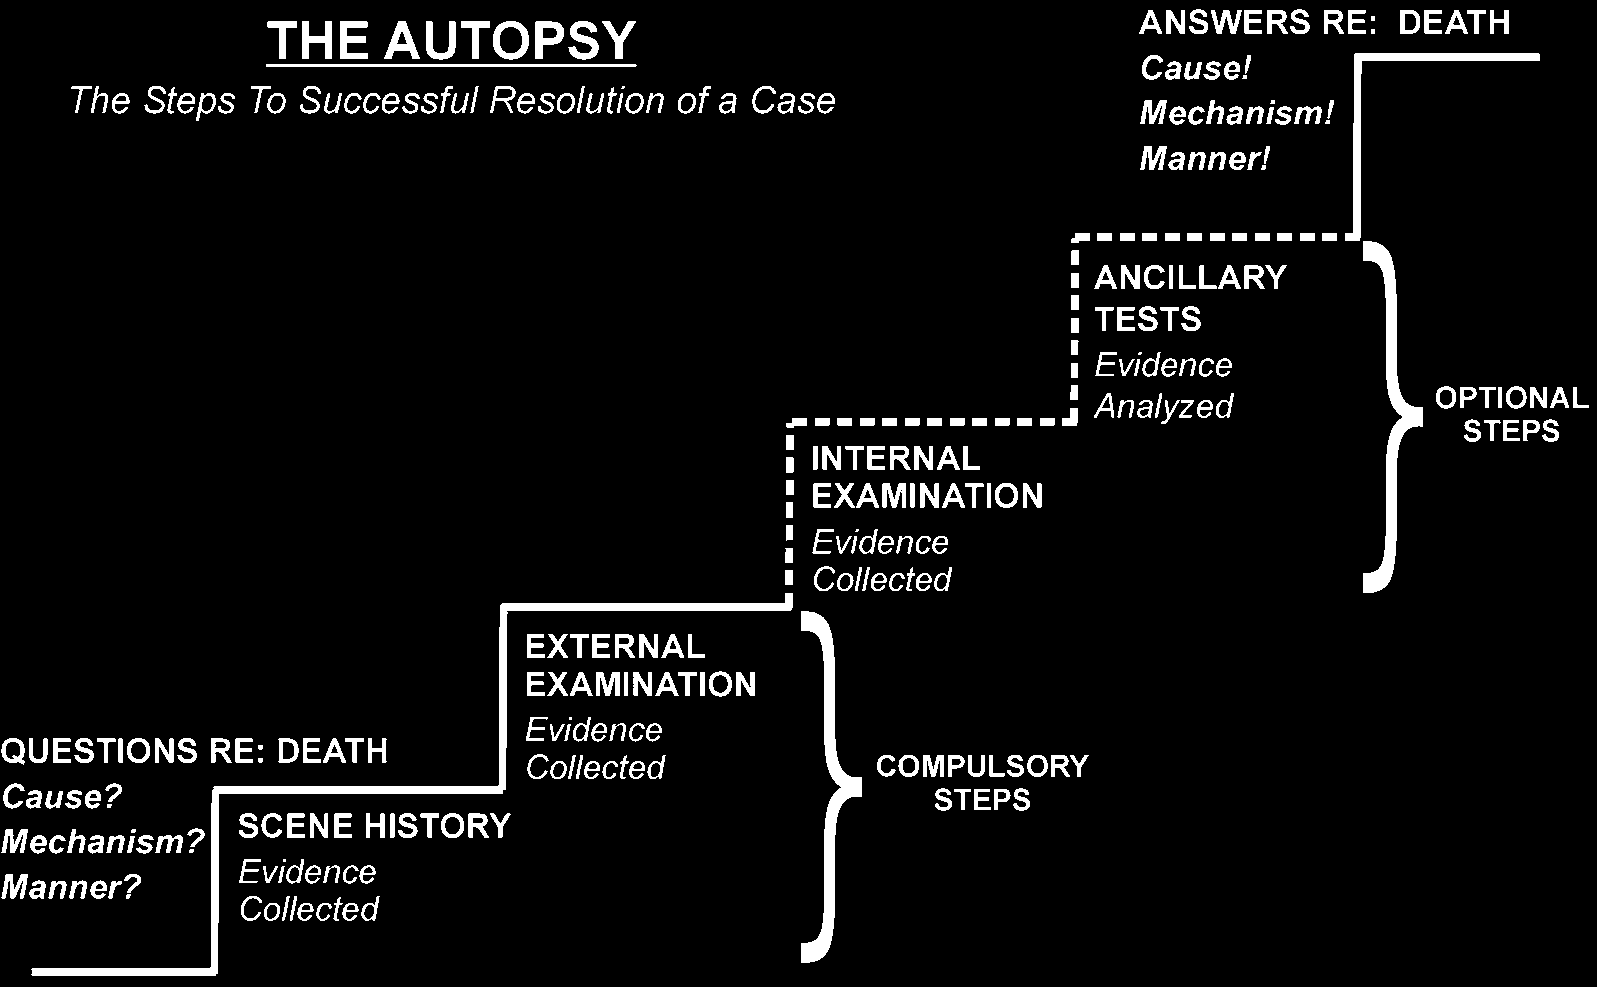 THE AUTOPSY
The Steps To Successful Resolution of a Case
ANSWERS RE: DEATH
Cause!
Mechanism!
Manner!
ANCILLARY
TESTS
Evidence
Analyzed
OPTIONAL
STEPS
INTERNAL
EXAMINATION
Evidence
Collected
EXTERNAL
EXAMINATION
Evidence
Collected
COMPULSORY
STEPS
QUESTIONS RE: DEATH
Cause?
Mechanism?
Manner?
SCENE HISTORY
Evidence
Collected